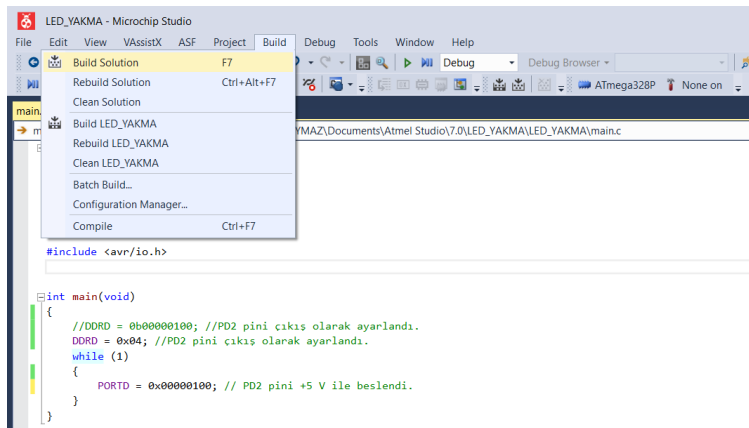 LED_YAKMA - Microchip Studio
File Edit View VAssistX ASF Project Build Debug Tools Window Help
Build Solution F7
Debug Debug Browser
Rebuild Solution Ctrl+Alt+F7
ATmega328P None on
Clean Solution
main.
Build LED_YAKMA
YMAZ\Documents\Atmel Studio\7.0\LED_YAKMA\LED_YAKMA\main.c
Rebuild LED_YAKMA
Clean LED_YAKMA
Batch Build...
Configuration Manager...
Compile Ctrl+F7
#include <avr/io.h>
int main(void)
{
//DDRD = 0b00000100; //PD2 pini çıkış olarak ayarlandı.
DDRD = 0x04; //PD2 pini çıkış olarak ayarlandı.
while (1)
{
PORTD = 0x00000100; // PD2 pini +5 V ile beslendi.
}
}